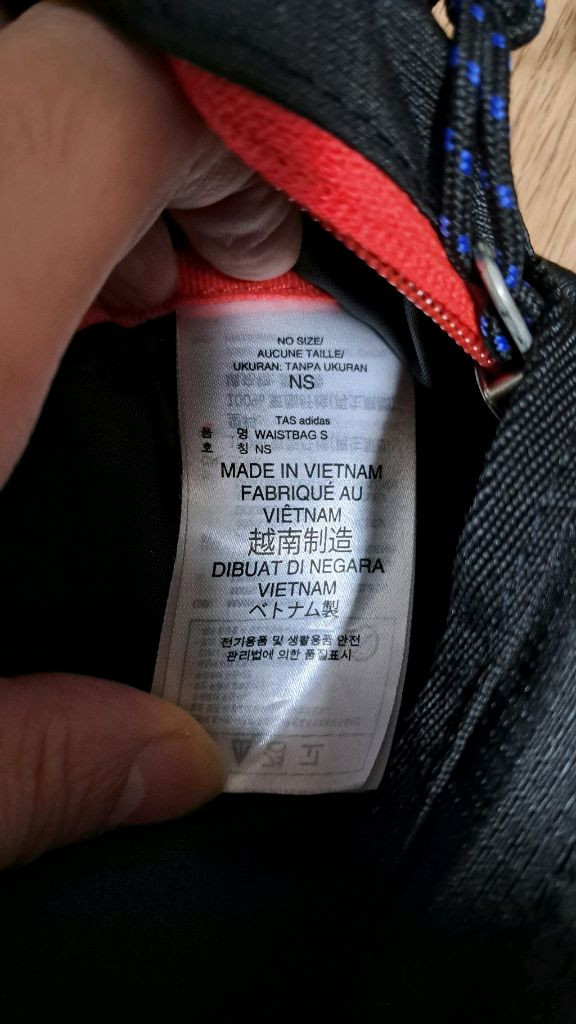 NO SIZE/
AUCUNE TAILLE/
UKURAN: TANPA UKURAN
NS
TAS adidas
품 명 WAISTBAG S
호 칭 NS
MADE IN VIETNAM
FABRIQUÉ AU
VIÊTNAM
越南制造
DIBUAT DI NEGARA
VIETNAM
ベトナム製
전기용품 및 생활용품 안전
관리법에 의한 품질표시